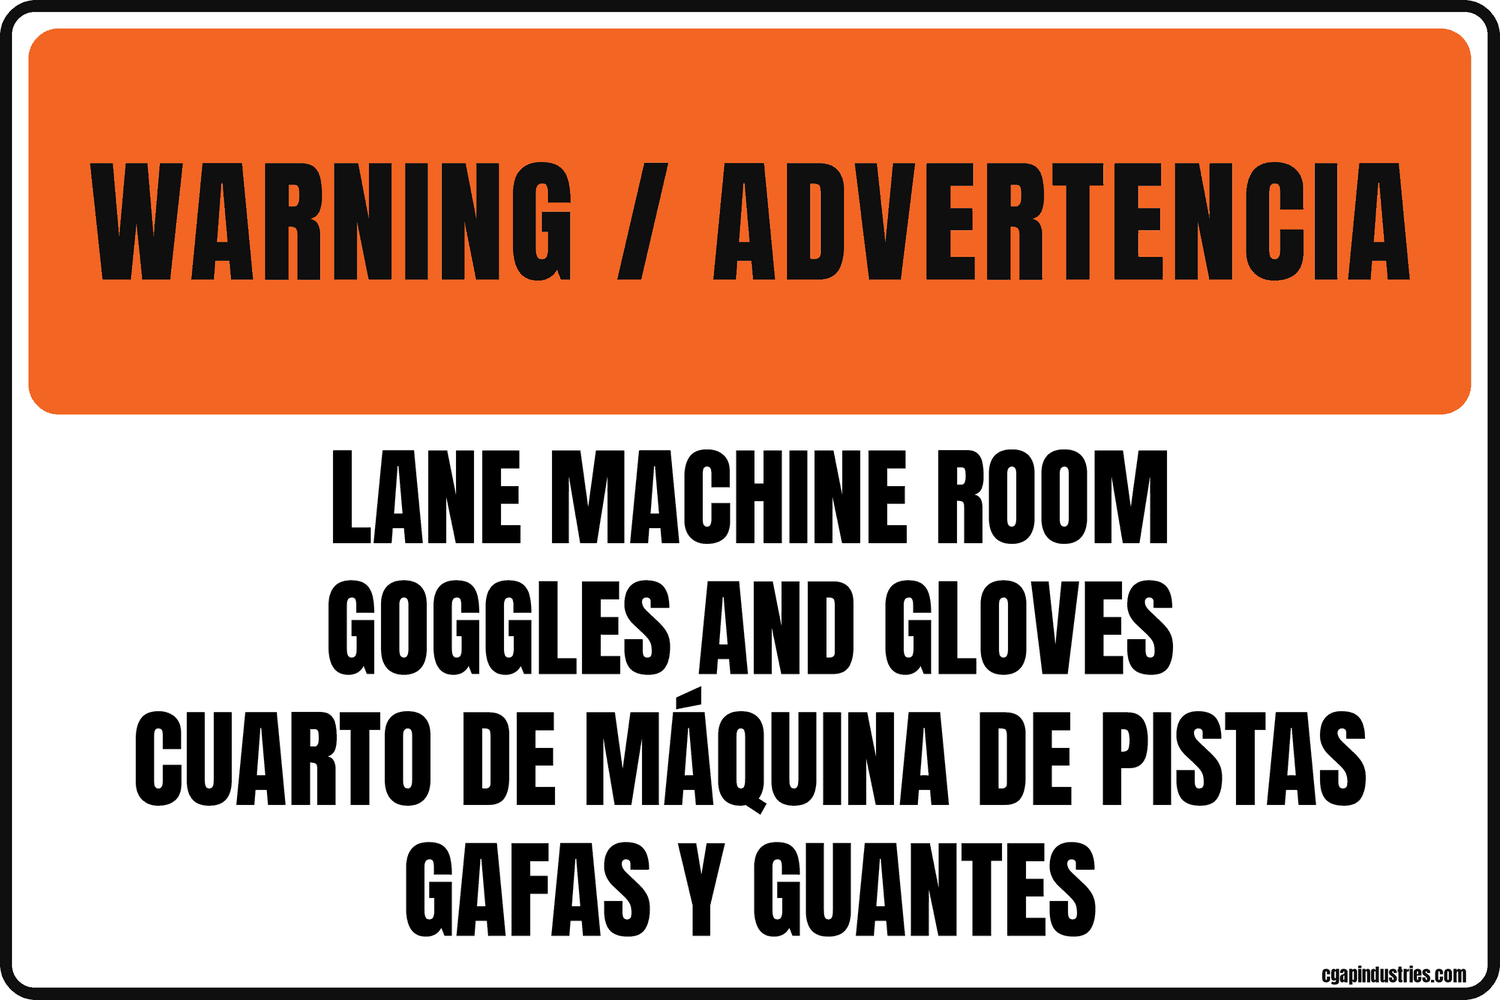 WARNING / ADVERTENCIA
LANE MACHINE ROOM
GOGGLES AND GLOVES
CUARTO DE MÁQUINA DE PISTAS
GAFAS Y GUANTES
cgapindustries.com